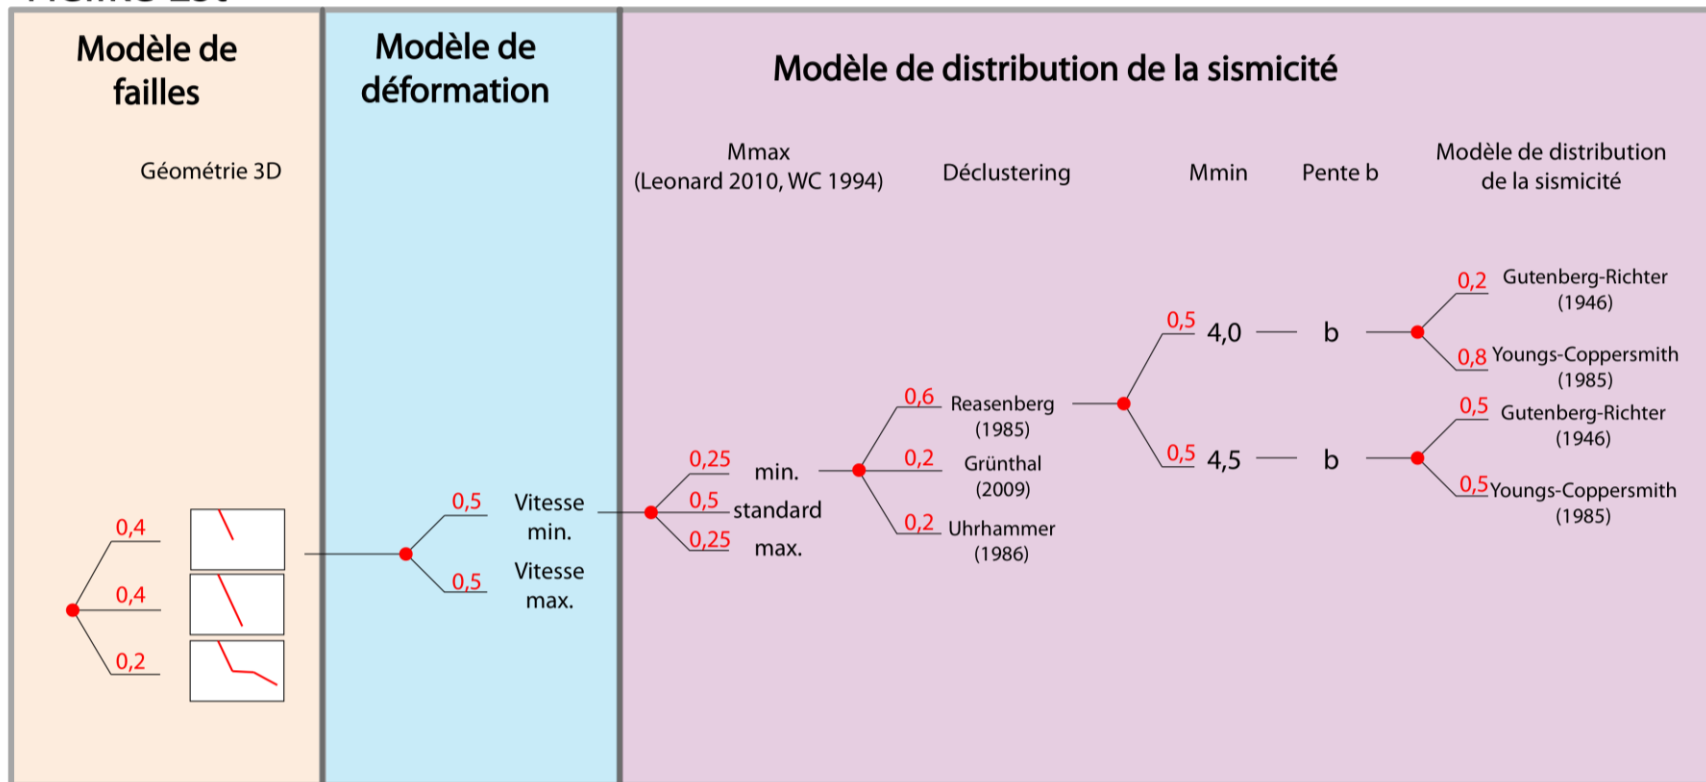 Modèle de
failles
Modèle de
déformation
Modèle de distribution de la sismicité
Géométrie 3D
Mmax
(Leonard 2010, WC 1994)
Déclustering
Mmin
Pente b
Modèle de distribution
de la sismicité
0,4
0,4
0,2
0,5
Vitesse
min.
0,5
Vitesse
max.
0,25
min.
0,5
standard
0,25
max.
0,6
Reasenberg
(1985)
0,2
Grünthal
(2009)
0,2
Uhrhammer
(1986)
0,5
4,0
b
0,5
4,5
b
0,2
Gutenberg-Richter
(1946)
0,8
Youngs-Coppersmith
(1985)
0,5
Gutenberg-Richter
(1946)
0,5
Youngs-Coppersmith
(1985)